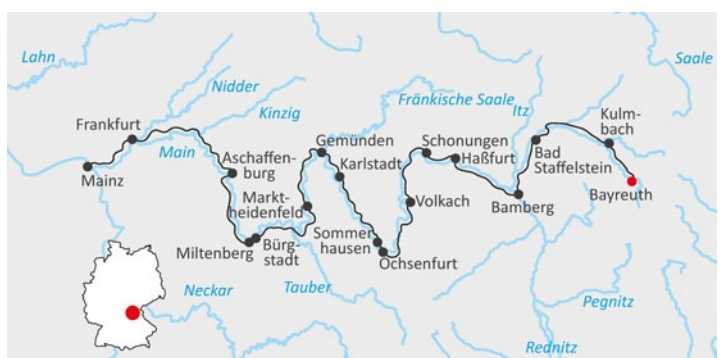 Lahn
Saale
Nidder
Fränkische Saale
Itz
Kinzig
Kulm-
bach
Frankfurt
Main
Gemünden
Schonungen
Haßfurt
Bad
Staffelstein
Mainz
Aschaffen-
burg
Karlstadt
Bayreuth
Markt-
heidenfeld
Volkach
Bamberg
Miltenberg
Bürg-
stadt
Sommer
hausen
Ochsenfurt
Neckar
Tauber
Pegnitz
Rednitz